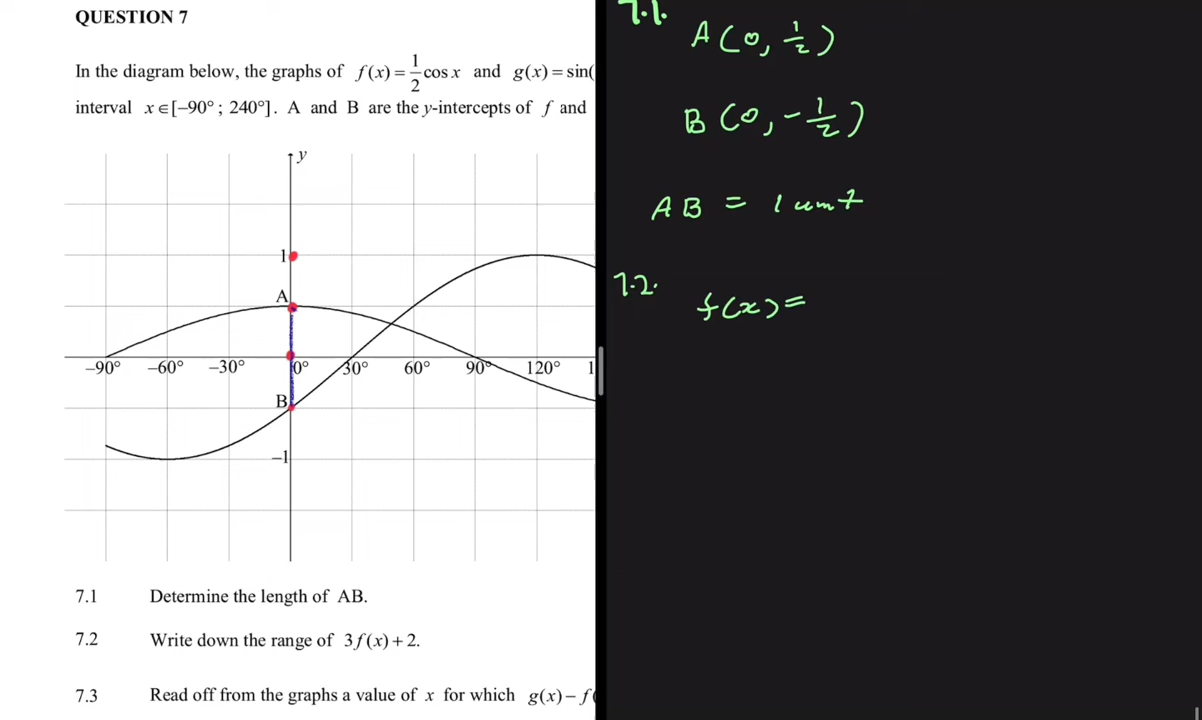 QUESTION 7
In the diagram below, the graphs of f(x) = 1/2 cos x and g(x) = sin(
interval x ∈ [–90° ; 240°]. A and B are the y-intercepts of f and
y
1
A
–90° –60° –30° 0° 30° 60° 90° 120° 1
B
–1
7.1 Determine the length of AB.
7.2 Write down the range of 3f(x) + 2.
7.3 Read off from the graphs a value of x for which g(x) – f(
7.1.
A (0, 1/2)
B (0, -1/2)
AB = 1 unit
7.2.
f(x) =